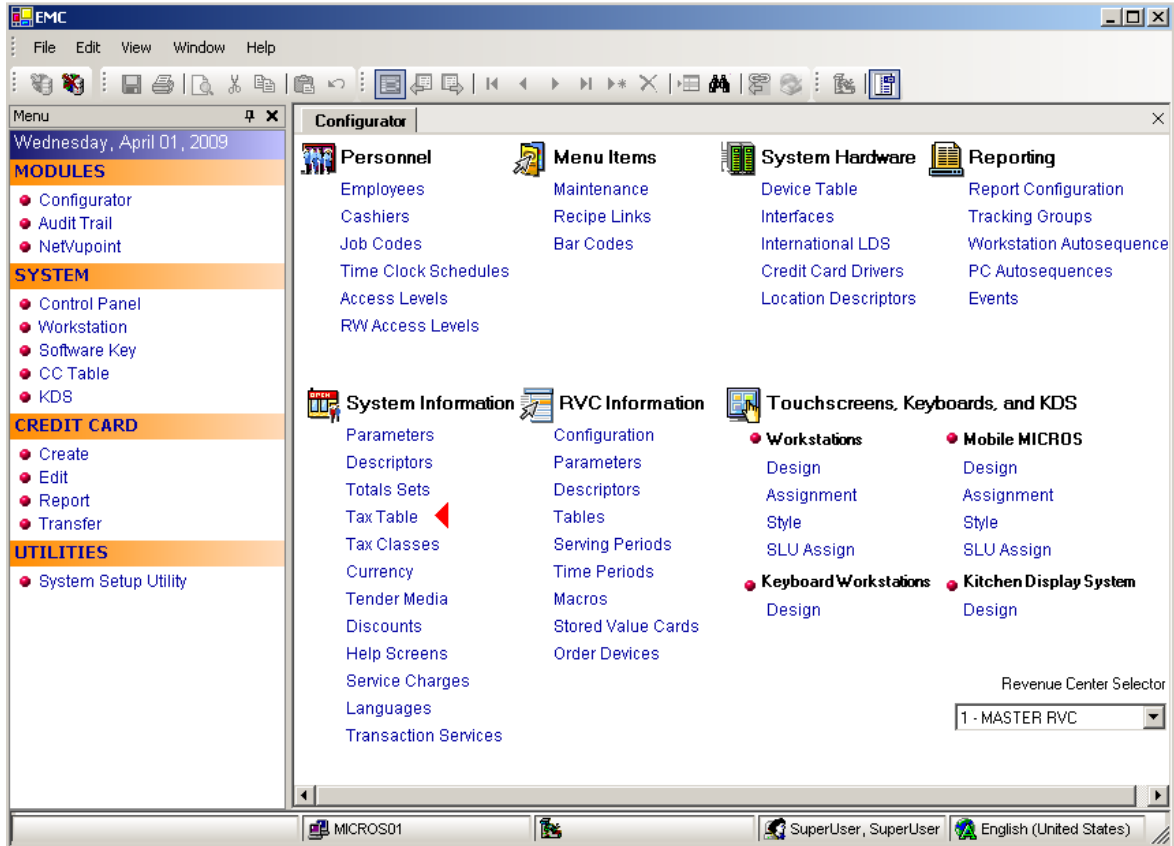 EMC
File Edit View Window Help
Menu
Wednesday, April 01, 2009
MODULES
Configurator
Audit Trail
NetVupoint
SYSTEM
Control Panel
Workstation
Software Key
CC Table
KDS
CREDIT CARD
Create
Edit
Report
Transfer
UTILITIES
System Setup Utility
Configurator
Personnel
Employees
Cashiers
Job Codes
Time Clock Schedules
Access Levels
RW Access Levels
Menu Items
Maintenance
Recipe Links
Bar Codes
System Hardware
Device Table
Interfaces
International LDS
Credit Card Drivers
Location Descriptors
Reporting
Report Configuration
Tracking Groups
Workstation Autosequence
PC Autosequences
Events
OPEN
System Information
Parameters
Descriptors
Totals Sets
Tax Table
Tax Classes
Currency
Tender Media
Discounts
Help Screens
Service Charges
Languages
Transaction Services
RVC Information
Configuration
Parameters
Descriptors
Tables
Serving Periods
Time Periods
Macros
Stored Value Cards
Order Devices
Touchscreens, Keyboards, and KDS
Workstations
Design
Assignment
Style
SLU Assign
Mobile MICROS
Design
Assignment
Style
SLU Assign
Keyboard Workstations
Design
Kitchen Display System
Design
Revenue Center Selector
1 - MASTER RVC
MICROS01
SuperUser, SuperUser
English (United States)